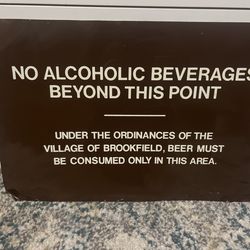 NO ALCOHOLIC BEVERAGES
BEYOND THIS POINT
UNDER THE ORDINANCES OF THE
VILLAGE OF BROOKFIELD, BEER MUST
BE CONSUMED ONLY IN THIS AREA.